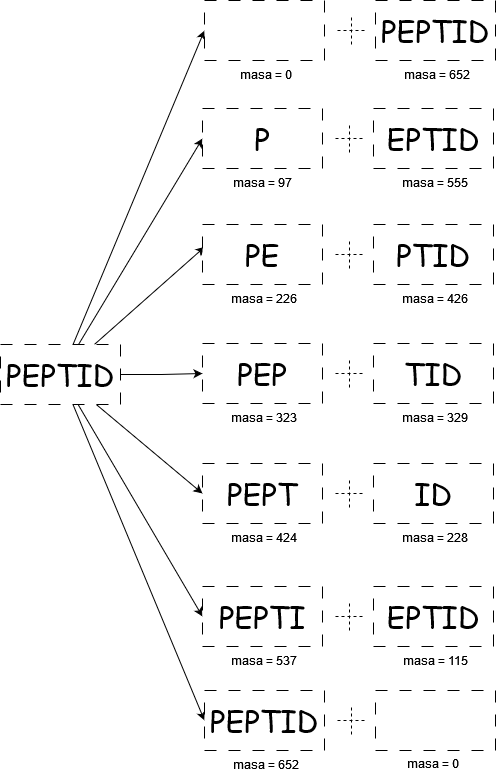 PEPTID
masa = 0
masa = 652
P
EPTID
masa = 97
masa = 555
PE
PTID
masa = 226
masa = 426
PEPTID
PEP
TID
masa = 323
masa = 329
PEPT
ID
masa = 424
masa = 228
PEPTI
EPTID
masa = 537
masa = 115
PEPTID
masa = 652
masa = 0